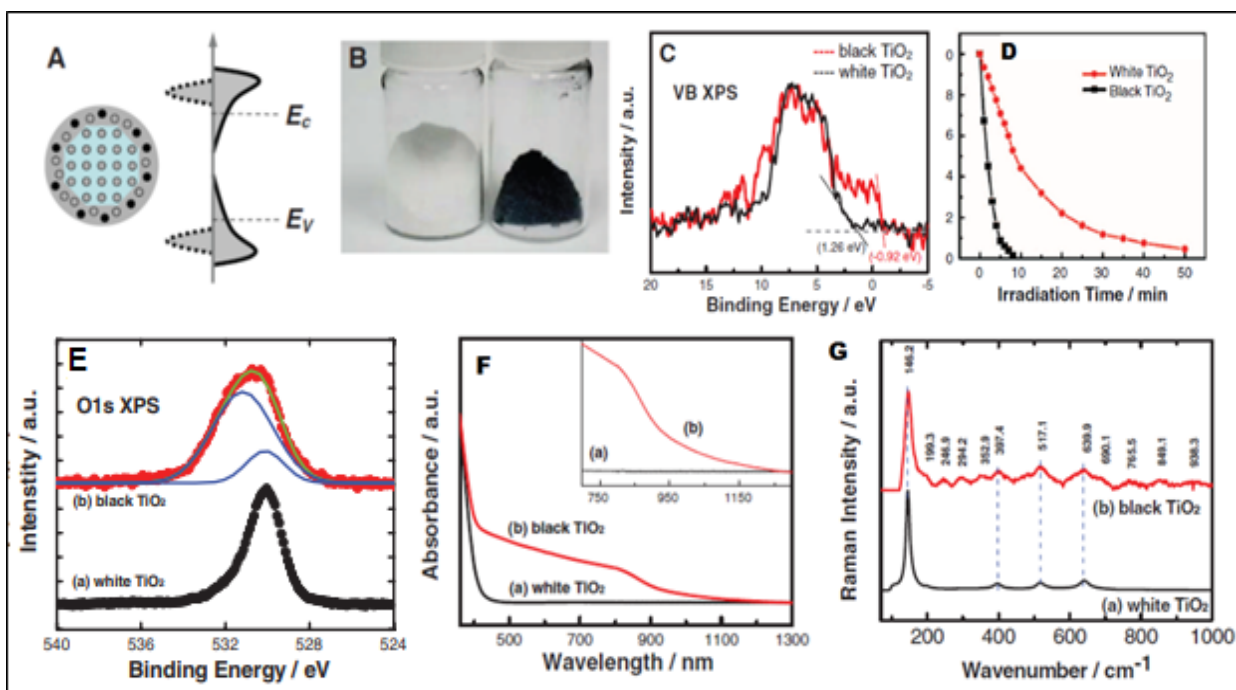 A
E_c
E_V
B
C
black TiO₂
white TiO₂
VB XPS
(1.26 eV)
(-0.92 eV)
Intensity / a.u.
20 15 10 5 0 -5
Binding Energy / eV
D
White TiO₂
Black TiO₂
0
8
6
4
2
0
0 10 20 30 40 50
Irradiation Time / min
E
O1s XPS
(b) black TiO₂
(a) white TiO₂
Intenstity / a.u.
540 536 532 528 524
Binding Energy / eV
F
(b)
(a)
750 950 1150
(b) black TiO₂
(a) white TiO₂
Absorbance / a.u.
500 700 900 1100 1300
Wavelength / nm
G
146.2
199.3
246.9
294.2
352.9
397.4
517.1
639.9
690.1
765.5
849.1
938.3
(b) black TiO₂
(a) white TiO₂
Raman Intensity / a.u.
200 400 600 800 1000
Wavenumber / cm⁻¹